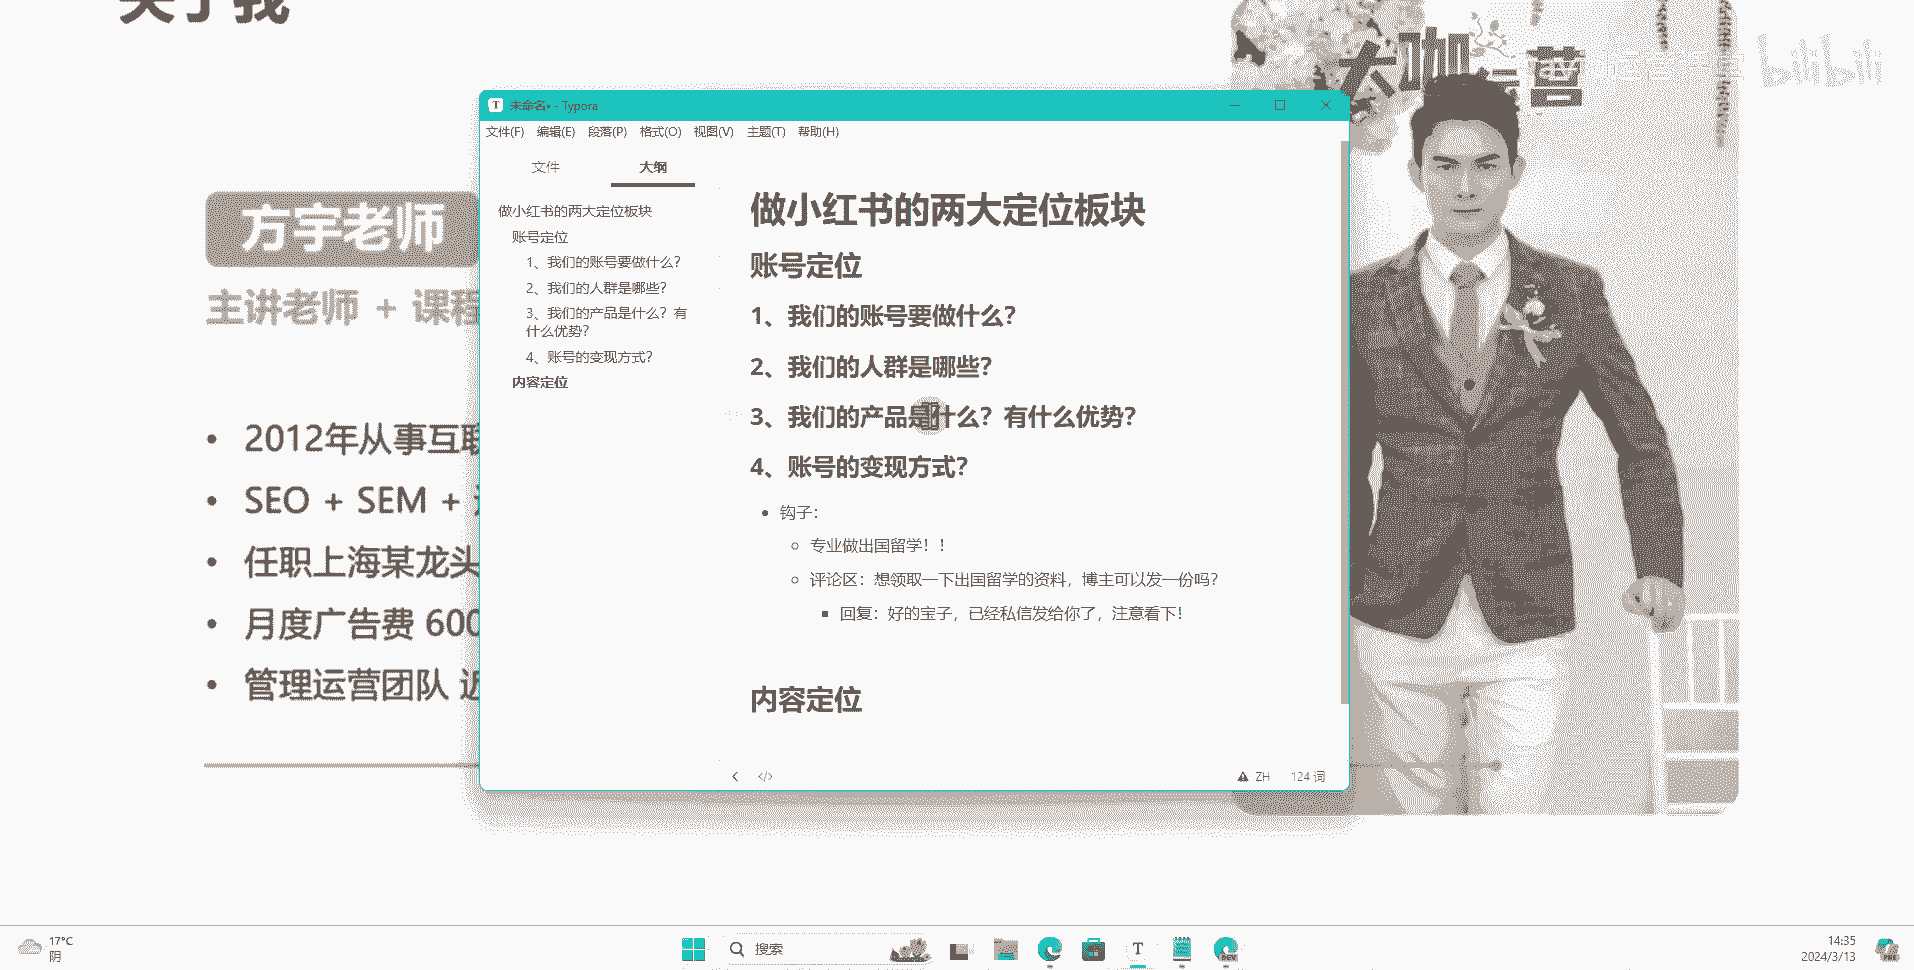 关于我
大咖运营
bilibili
方宇老师
主讲老师 + 课程
2012年从事互联
SEO + SEM +
任职上海某龙头
月度广告费 600
管理运营团队 近
未命名• - Typora
文件(F) 编辑(E) 段落(P) 格式(O) 视图(V) 主题(T) 帮助(H)
文件 大纲
做小红书的两大定位板块
账号定位
1、我们的账号要做什么？
2、我们的人群是哪些？
3、我们的产品是什么？有
什么优势？
4、账号的变现方式？
内容定位
做小红书的两大定位板块
账号定位
1、我们的账号要做什么？
2、我们的人群是哪些？
3、我们的产品是什么？有什么优势？
4、账号的变现方式？
钩子：
专业做出国留学！！
评论区：想领取一下出国留学的资料，博主可以发一份吗？
回复：好的宝子，已经私信发给你了，注意看下！
内容定位
ZH 124 词
17°C
阴
搜索
14:35
2024/3/13